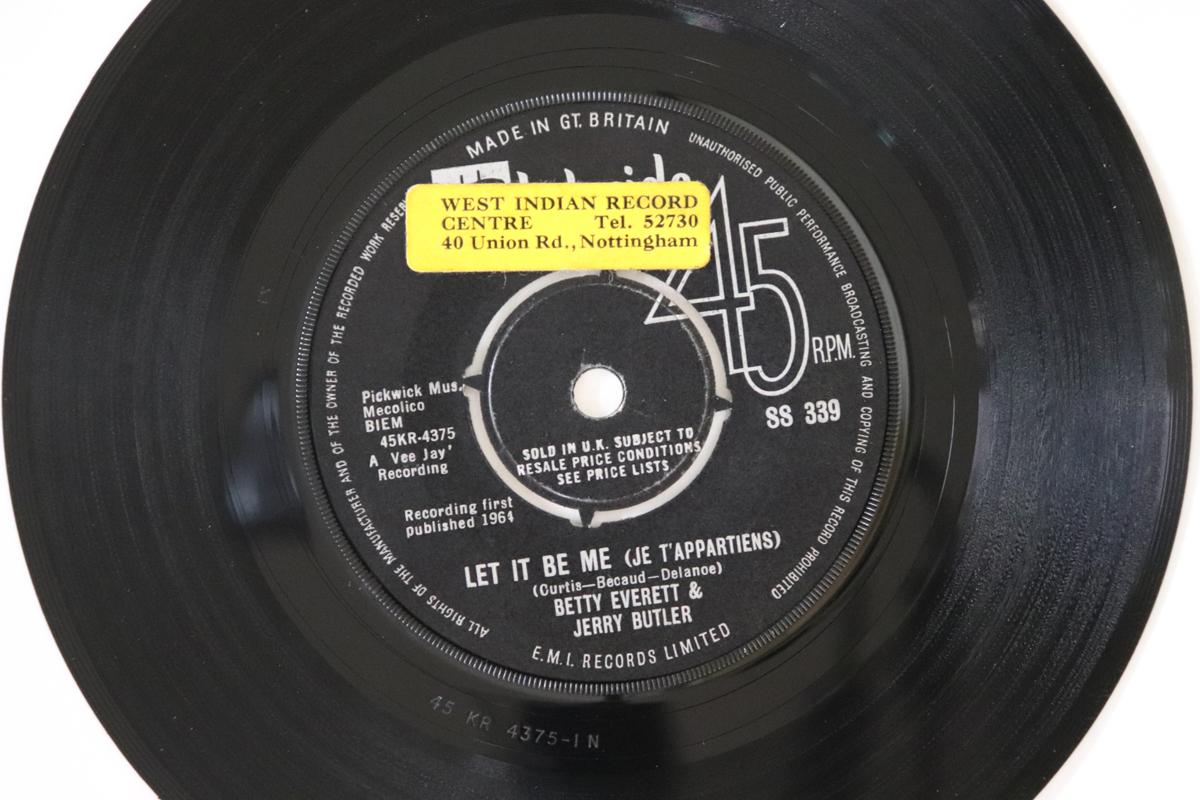 MADE IN GT. BRITAIN
UNAUTHORISED PUBLIC PERFORMANCE BROADCASTING AND COPYING OF THIS RECORD PROHIBITED
WEST INDIAN RECORD
CENTRE Tel. 52730
40 Union Rd., Nottingham
45
R.P.M.
SS 339
Pickwick Mus.
Mecolico
BIEM
45KR-4375
A 'Vee Jay'
Recording
SOLD IN U.K. SUBJECT TO
RESALE PRICE CONDITIONS
SEE PRICE LISTS
Recording first
published 1964
LET IT BE ME (JE T'APPARTIENS)
(Curtis—Becaud—Delanoe)
BETTY EVERETT &
JERRY BUTLER
E.M.I. RECORDS LIMITED
ALL RIGHTS OF THE MANUFACTURER AND OF THE OWNER OF THE RECORDED WORK
45 KR 4375-1N